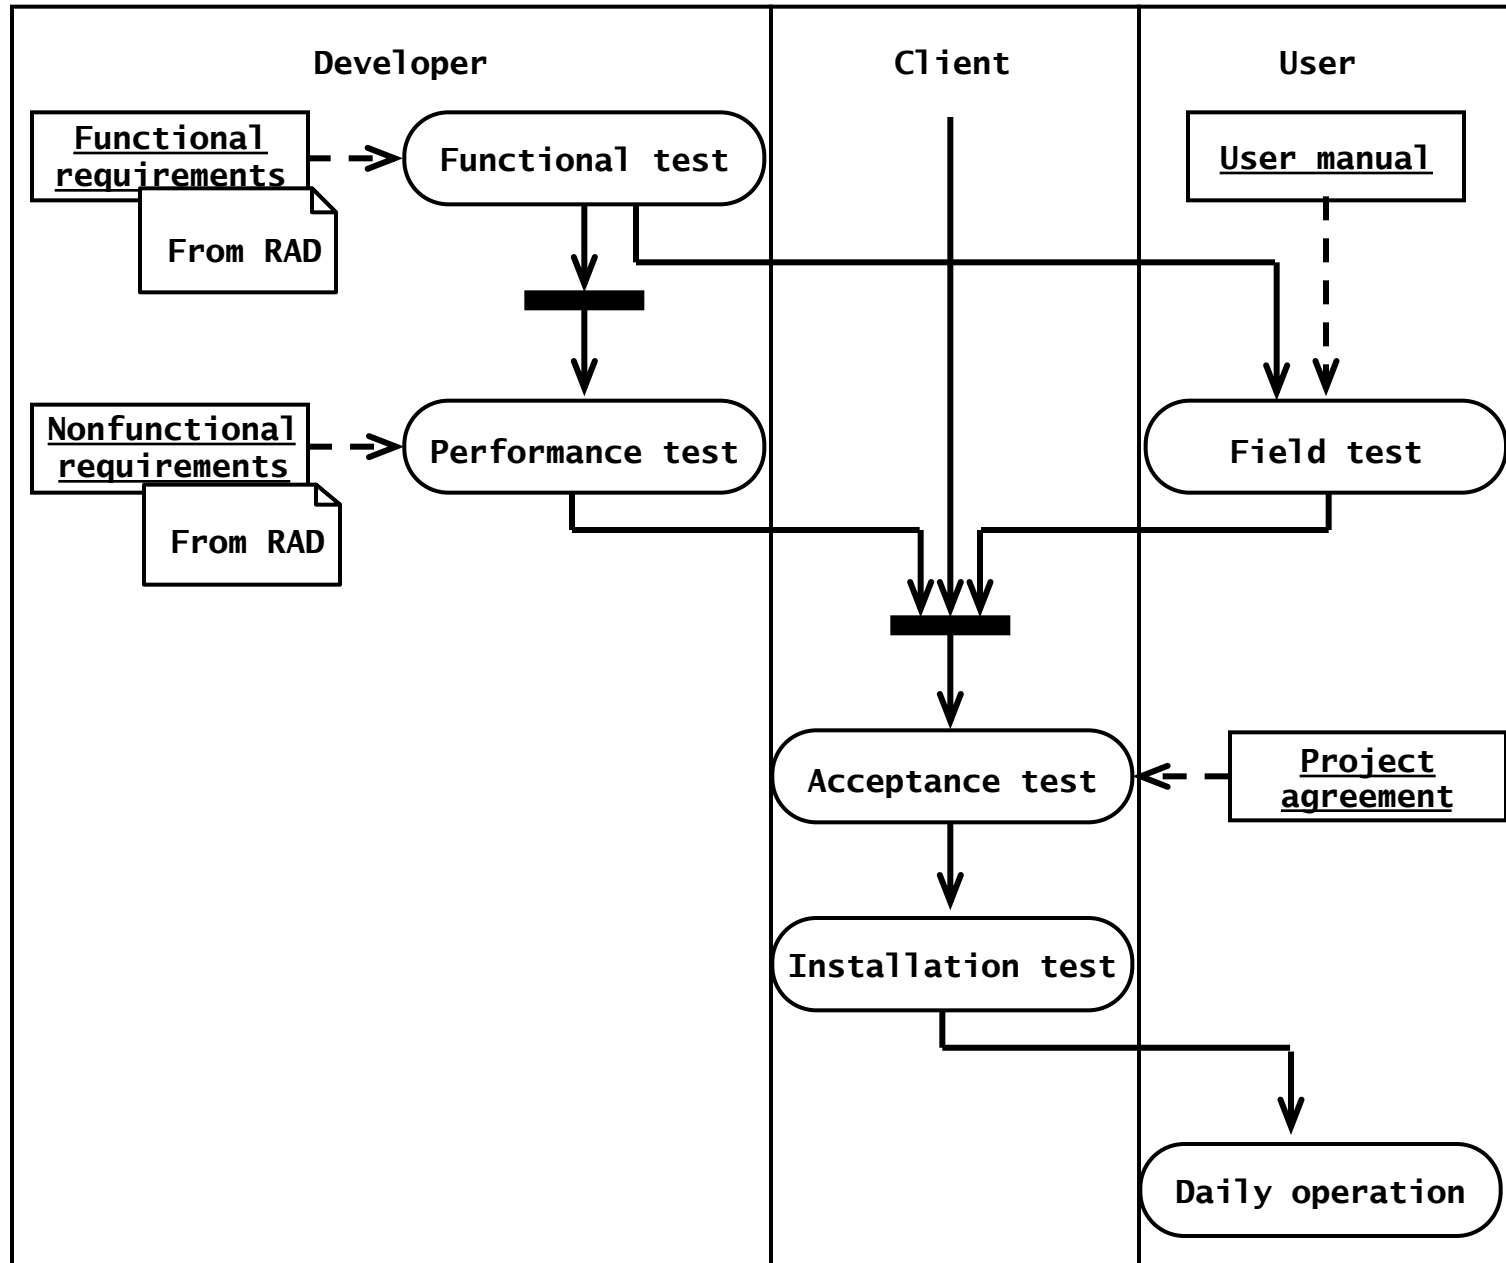 Developer
Client
User
Functional
requirements
Functional test
User manual
From RAD
Nonfunctional
requirements
Performance test
Field test
From RAD
Acceptance test
Project
agreement
Installation test
Daily operation